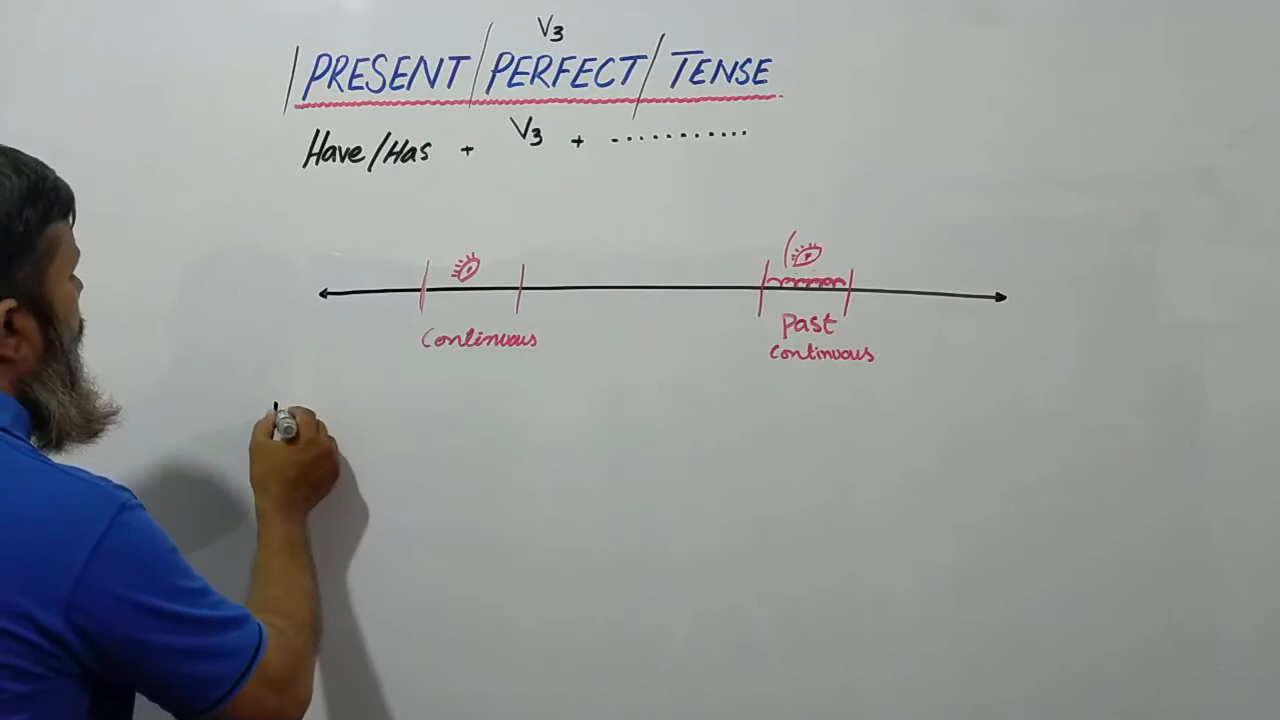 V3
PRESENT / PERFECT / TENSE
Have/Has + V3 + ...........
Continuous
Past
Continuous